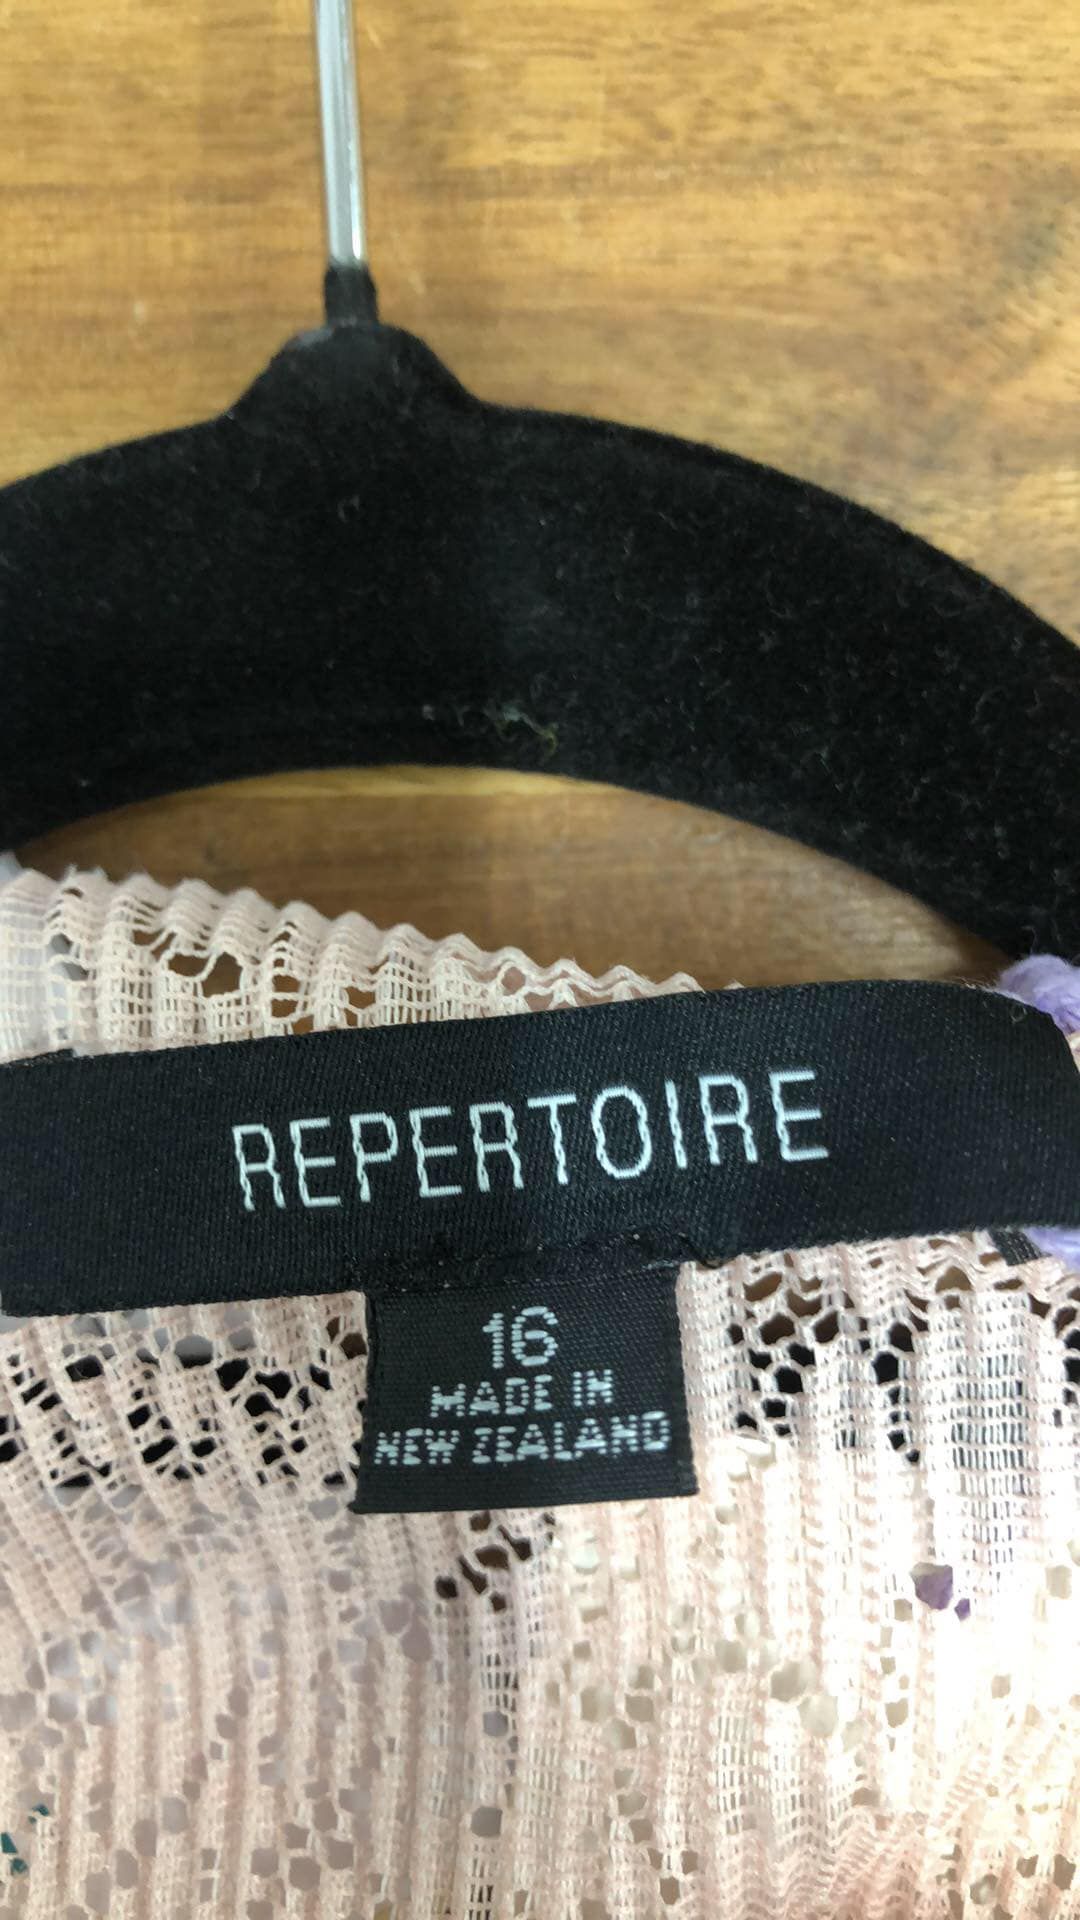 REPERTOIRE
16
MADE IN
NEW ZEALAND